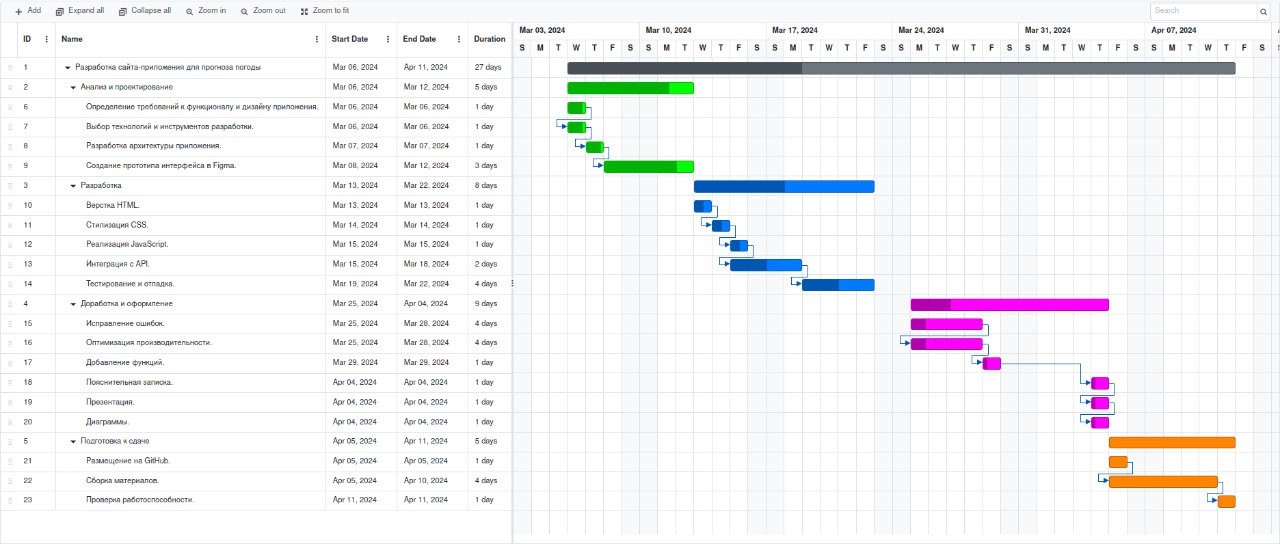 Add Expand all Collapse all Zoom in Zoom out Zoom to fit Search
ID Name Start Date End Date Duration
Mar 03, 2024 Mar 10, 2024 Mar 17, 2024 Mar 24, 2024 Mar 31, 2024 Apr 07, 2024
S M T W T F S S M T W T F S S M T W T F S S M T W T F S S M T W T F S S M T W T F S
1 Разработка сайта-приложения для прогноза погоды Mar 06, 2024 Apr 11, 2024 27 days
2 Анализ и проектирование Mar 06, 2024 Mar 12, 2024 5 days
6 Определение требований к функционалу и дизайну приложения. Mar 06, 2024 Mar 06, 2024 1 day
7 Выбор технологий и инструментов разработки. Mar 06, 2024 Mar 06, 2024 1 day
8 Разработка архитектуры приложения. Mar 07, 2024 Mar 07, 2024 1 day
9 Создание прототипа интерфейса в Figma. Mar 08, 2024 Mar 12, 2024 3 days
3 Разработка Mar 13, 2024 Mar 22, 2024 8 days
10 Верстка HTML. Mar 13, 2024 Mar 13, 2024 1 day
11 Стилизация CSS. Mar 14, 2024 Mar 14, 2024 1 day
12 Реализация JavaScript. Mar 15, 2024 Mar 15, 2024 1 day
13 Интеграция с API. Mar 15, 2024 Mar 18, 2024 2 days
14 Тестирование и отладка. Mar 19, 2024 Mar 22, 2024 4 days
4 Доработка и оформление Mar 25, 2024 Apr 04, 2024 9 days
15 Исправление ошибок. Mar 25, 2024 Mar 28, 2024 4 days
16 Оптимизация производительности. Mar 25, 2024 Mar 28, 2024 4 days
17 Добавление функций. Mar 29, 2024 Mar 29, 2024 1 day
18 Пояснительная записка. Apr 04, 2024 Apr 04, 2024 1 day
19 Презентация. Apr 04, 2024 Apr 04, 2024 1 day
20 Диаграммы. Apr 04, 2024 Apr 04, 2024 1 day
5 Подготовка к сдаче Apr 05, 2024 Apr 11, 2024 5 days
21 Размещение на GitHub. Apr 05, 2024 Apr 05, 2024 1 day
22 Сборка материалов. Apr 05, 2024 Apr 10, 2024 4 days
23 Проверка работоспособности. Apr 11, 2024 Apr 11, 2024 1 day